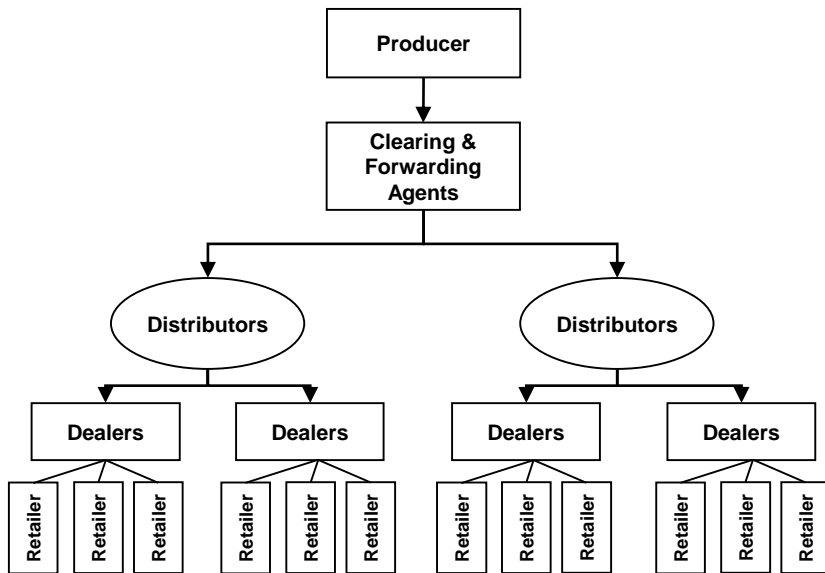 Producer
Clearing &
Forwarding
Agents
Distributors
Distributors
Dealers
Dealers
Dealers
Dealers
Retailer
Retailer
Retailer
Retailer
Retailer
Retailer
Retailer
Retailer
Retailer
Retailer
Retailer
Retailer